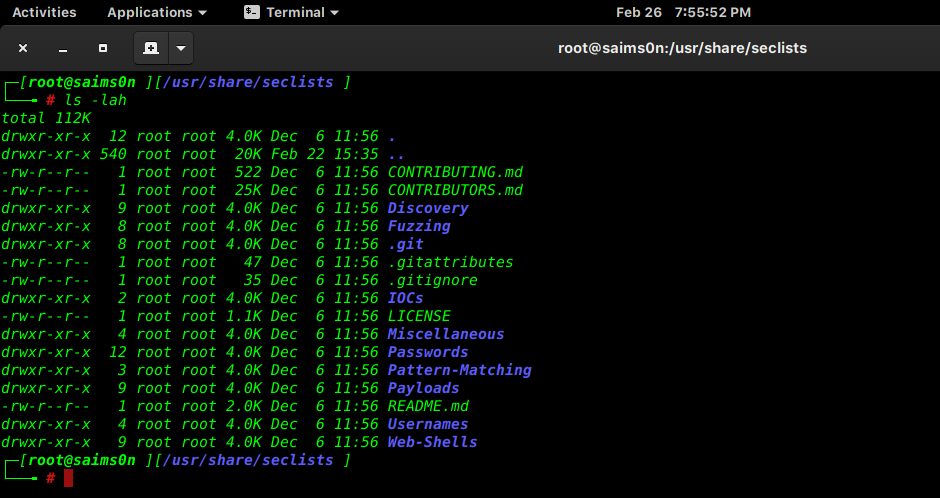 Activities Applications Terminal Feb 26 7:55:52 PM
root@saims0n:/usr/share/seclists
┌─[root@saims0n ][/usr/share/seclists ]
└──╼ # ls -lah
total 112K
drwxr-xr-x  12 root root 4.0K Dec  6 11:56 .
drwxr-xr-x 540 root root  20K Feb 22 15:35 ..
-rw-r--r--   1 root root  522 Dec  6 11:56 CONTRIBUTING.md
-rw-r--r--   1 root root  25K Dec  6 11:56 CONTRIBUTORS.md
drwxr-xr-x   9 root root 4.0K Dec  6 11:56 Discovery
drwxr-xr-x   8 root root 4.0K Dec  6 11:56 Fuzzing
drwxr-xr-x   8 root root 4.0K Dec  6 11:56 .git
-rw-r--r--   1 root root   47 Dec  6 11:56 .gitattributes
-rw-r--r--   1 root root   35 Dec  6 11:56 .gitignore
drwxr-xr-x   2 root root 4.0K Dec  6 11:56 IOCs
-rw-r--r--   1 root root 1.1K Dec  6 11:56 LICENSE
drwxr-xr-x   4 root root 4.0K Dec  6 11:56 Miscellaneous
drwxr-xr-x  12 root root 4.0K Dec  6 11:56 Passwords
drwxr-xr-x   3 root root 4.0K Dec  6 11:56 Pattern-Matching
drwxr-xr-x   9 root root 4.0K Dec  6 11:56 Payloads
-rw-r--r--   1 root root 2.0K Dec  6 11:56 README.md
drwxr-xr-x   4 root root 4.0K Dec  6 11:56 Usernames
drwxr-xr-x   9 root root 4.0K Dec  6 11:56 Web-Shells
┌─[root@saims0n ][/usr/share/seclists ]
└──╼ #